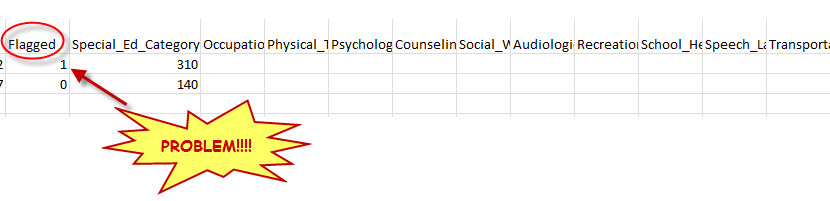 Flagged Special_Ed_Category Occupatio Physical_T Psycholog Counselin Social_W Audiologi Recreation School_He Speech_La Transporta
2 1 310
7 0 140
PROBLEM!!!!